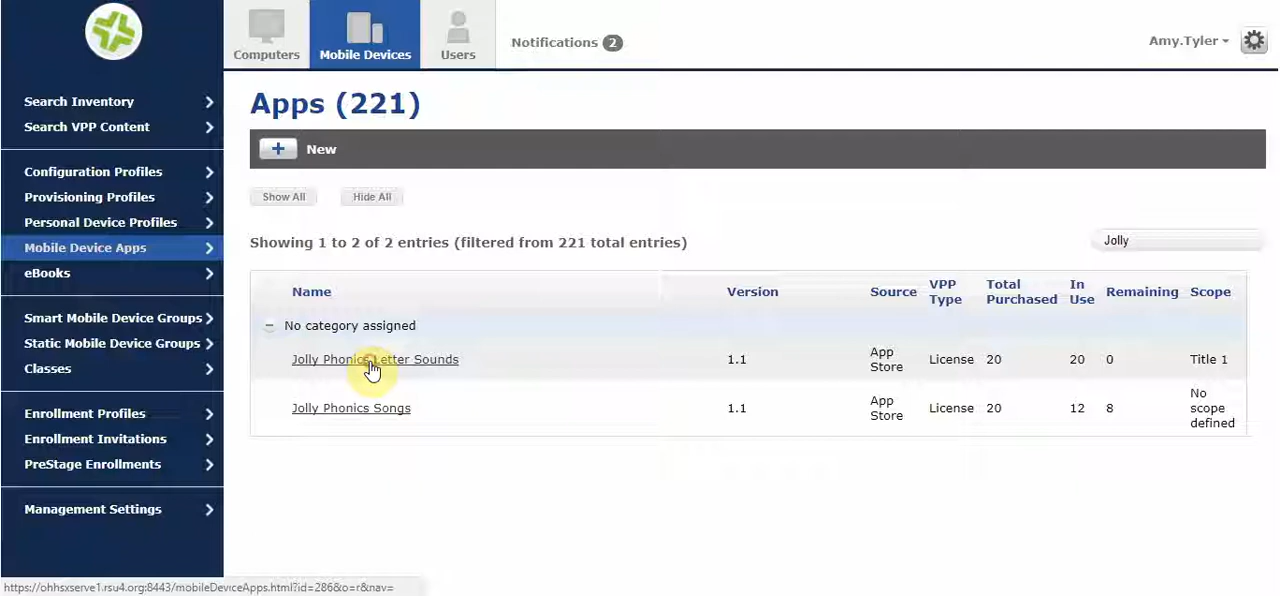 Computers
Mobile Devices
Users
Notifications 2
Amy.Tyler
Search Inventory
Search VPP Content
Configuration Profiles
Provisioning Profiles
Personal Device Profiles
Mobile Device Apps
eBooks
Smart Mobile Device Groups
Static Mobile Device Groups
Classes
Enrollment Profiles
Enrollment Invitations
PreStage Enrollments
Management Settings
Apps (221)
+ New
Show All Hide All
Showing 1 to 2 of 2 entries (filtered from 221 total entries)
Jolly
Name Version Source VPP Type Total Purchased In Use Remaining Scope
− No category assigned
Jolly Phonics Letter Sounds 1.1 App Store License 20 20 0 Title 1
Jolly Phonics Songs 1.1 App Store License 20 12 8 No scope defined
https://ohhsxserve1.rsu4.org:8443/mobileDeviceApps.html?id=286&o=r&nav=